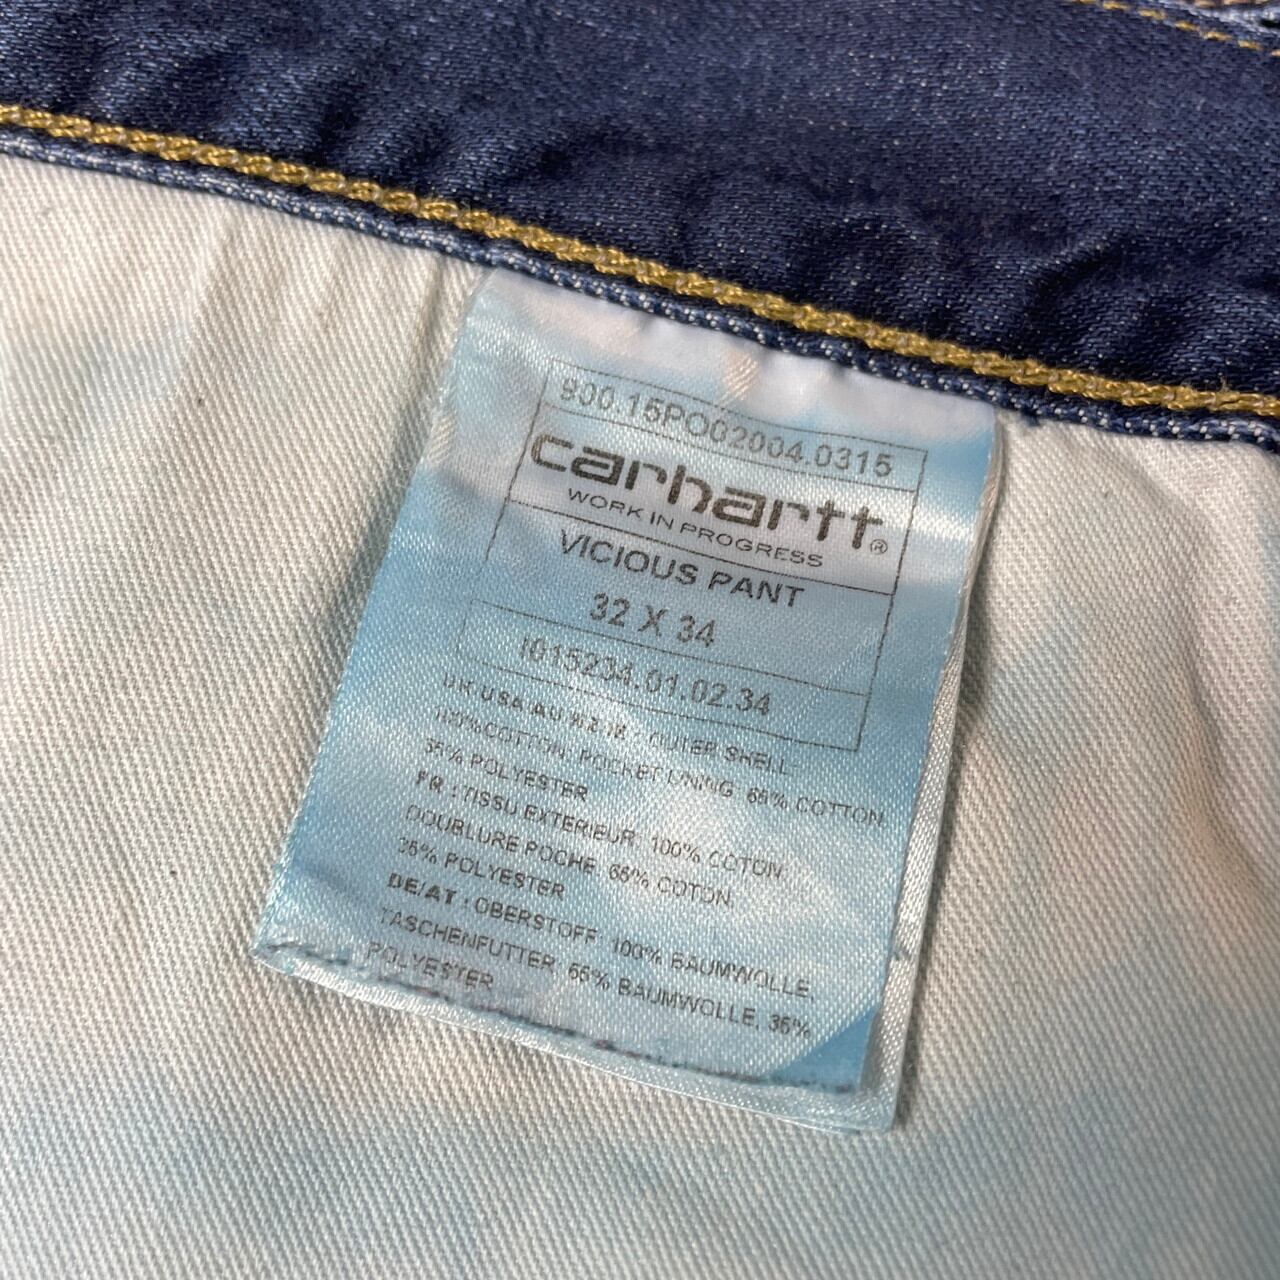 900.15PO02004.0315
carhartt®
WORK IN PROGRESS
VICIOUS PANT
32 X 34
I015234.01.02.34
UK USA AU NZ IE : OUTER SHELL:
100% COTTON; POCKET LINING: 65% COTTON,
35% POLYESTER
FR : TISSU EXTERIEUR: 100% COTON;
DOUBLURE POCHE: 65% COTON,
35% POLYESTER
DE/AT : OBERSTOFF: 100% BAUMWOLLE,
TASCHENFUTTER: 65% BAUMWOLLE, 35%
POLYESTER